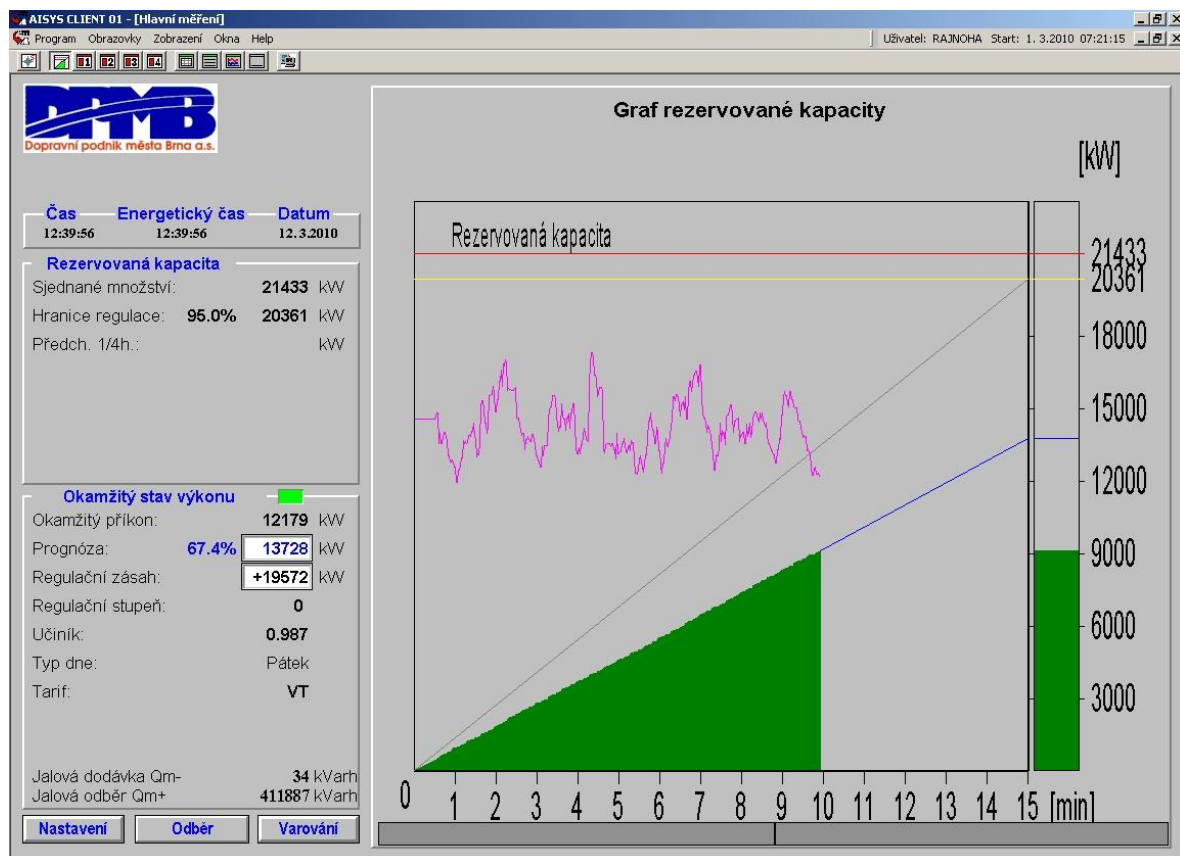 AISYS CLIENT 01 - [Hlavní měření]
Program Obrazovky Zobrazení Okna Help
Uživatel: RAJNOHA Start: 1. 3.2010 07:21:15
1 2 3 4
DPMB
Dopravní podnik města Brna a.s.
Čas Energetický čas Datum
12:39:56 12:39:56 12.3.2010
Rezervovaná kapacita
Sjednané množství: 21433 kW
Hranice regulace: 95.0% 20361 kW
Předch. 1/4h.: kW
Okamžitý stav výkonu
Okamžitý příkon: 12179 kW
Prognóza: 67.4% 13728 kW
Regulační zásah: +19572 kW
Regulační stupeň: 0
Učiník: 0.987
Typ dne: Pátek
Tarif: VT
Jalová dodávka Qm- 34 kVarh
Jalová odběr Qm+ 411887 kVarh
Nastavení Odběr Varování
Graf rezervované kapacity
[kW]
Rezervovaná kapacita
21433
20361
18000
15000
12000
9000
6000
3000
0 1 2 3 4 5 6 7 8 9 10 11 12 13 14 15 [min]